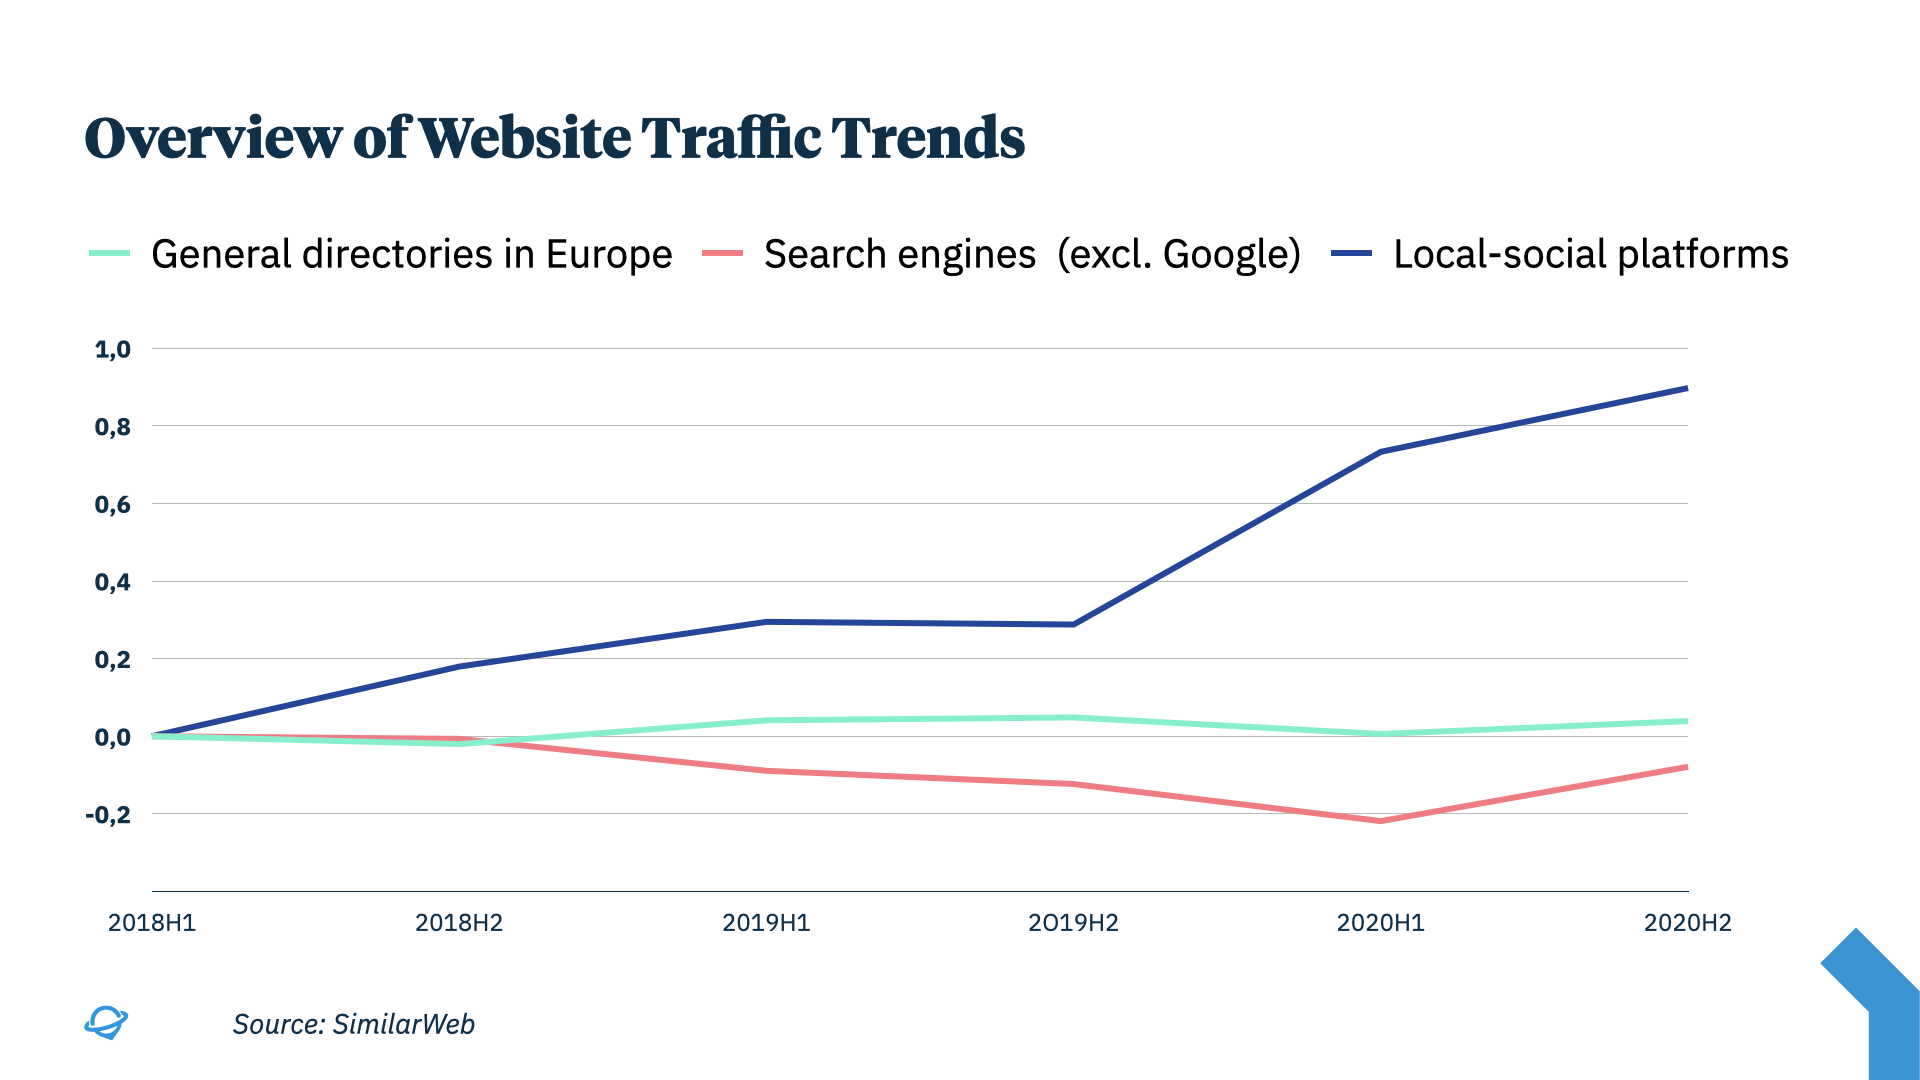 Overview of Website Traffic Trends
General directories in Europe Search engines (excl. Google) Local-social platforms
1,0
0,8
0,6
0,4
0,2
0,0
-0,2
2018H1 2018H2 2019H1 2O19H2 2020H1 2020H2
Source: SimilarWeb